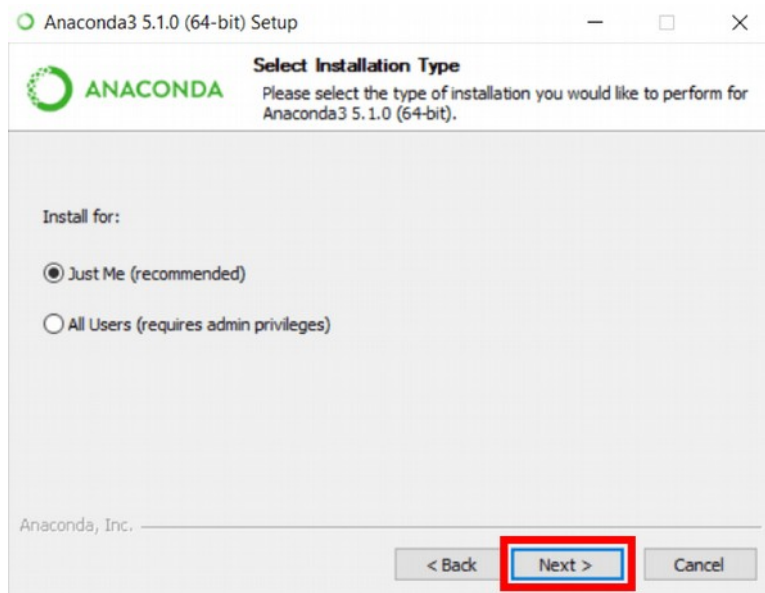 Anaconda3 5.1.0 (64-bit) Setup
ANACONDA
Select Installation Type
Please select the type of installation you would like to perform for
Anaconda3 5.1.0 (64-bit).
Install for:
Just Me (recommended)
All Users (requires admin privileges)
Anaconda, Inc.
< Back Next > Cancel